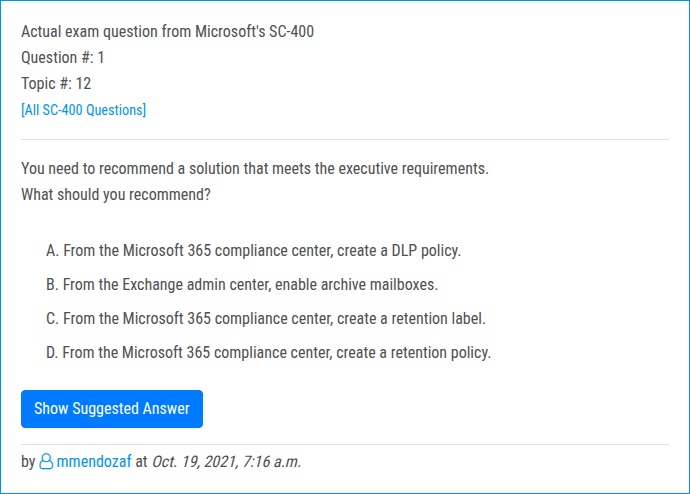 Actual exam question from Microsoft's SC-400
Question #: 1
Topic #: 12
[All SC-400 Questions]
You need to recommend a solution that meets the executive requirements.
What should you recommend?
A. From the Microsoft 365 compliance center, create a DLP policy.
B. From the Exchange admin center, enable archive mailboxes.
C. From the Microsoft 365 compliance center, create a retention label.
D. From the Microsoft 365 compliance center, create a retention policy.
Show Suggested Answer
by mmendozaf at Oct. 19, 2021, 7:16 a.m.